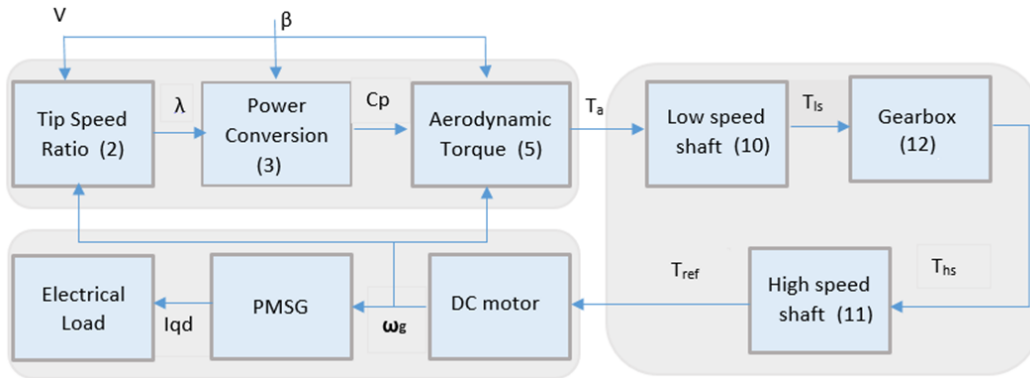 V
β
Tip Speed
Ratio (2)
λ
Power
Conversion
(3)
Cp
Aerodynamic
Torque (5)
Ta
Low speed
shaft (10)
Tls
Gearbox
(12)
Electrical
Load
Iqd
PMSG
ωg
DC motor
Tref
High speed
shaft (11)
Ths